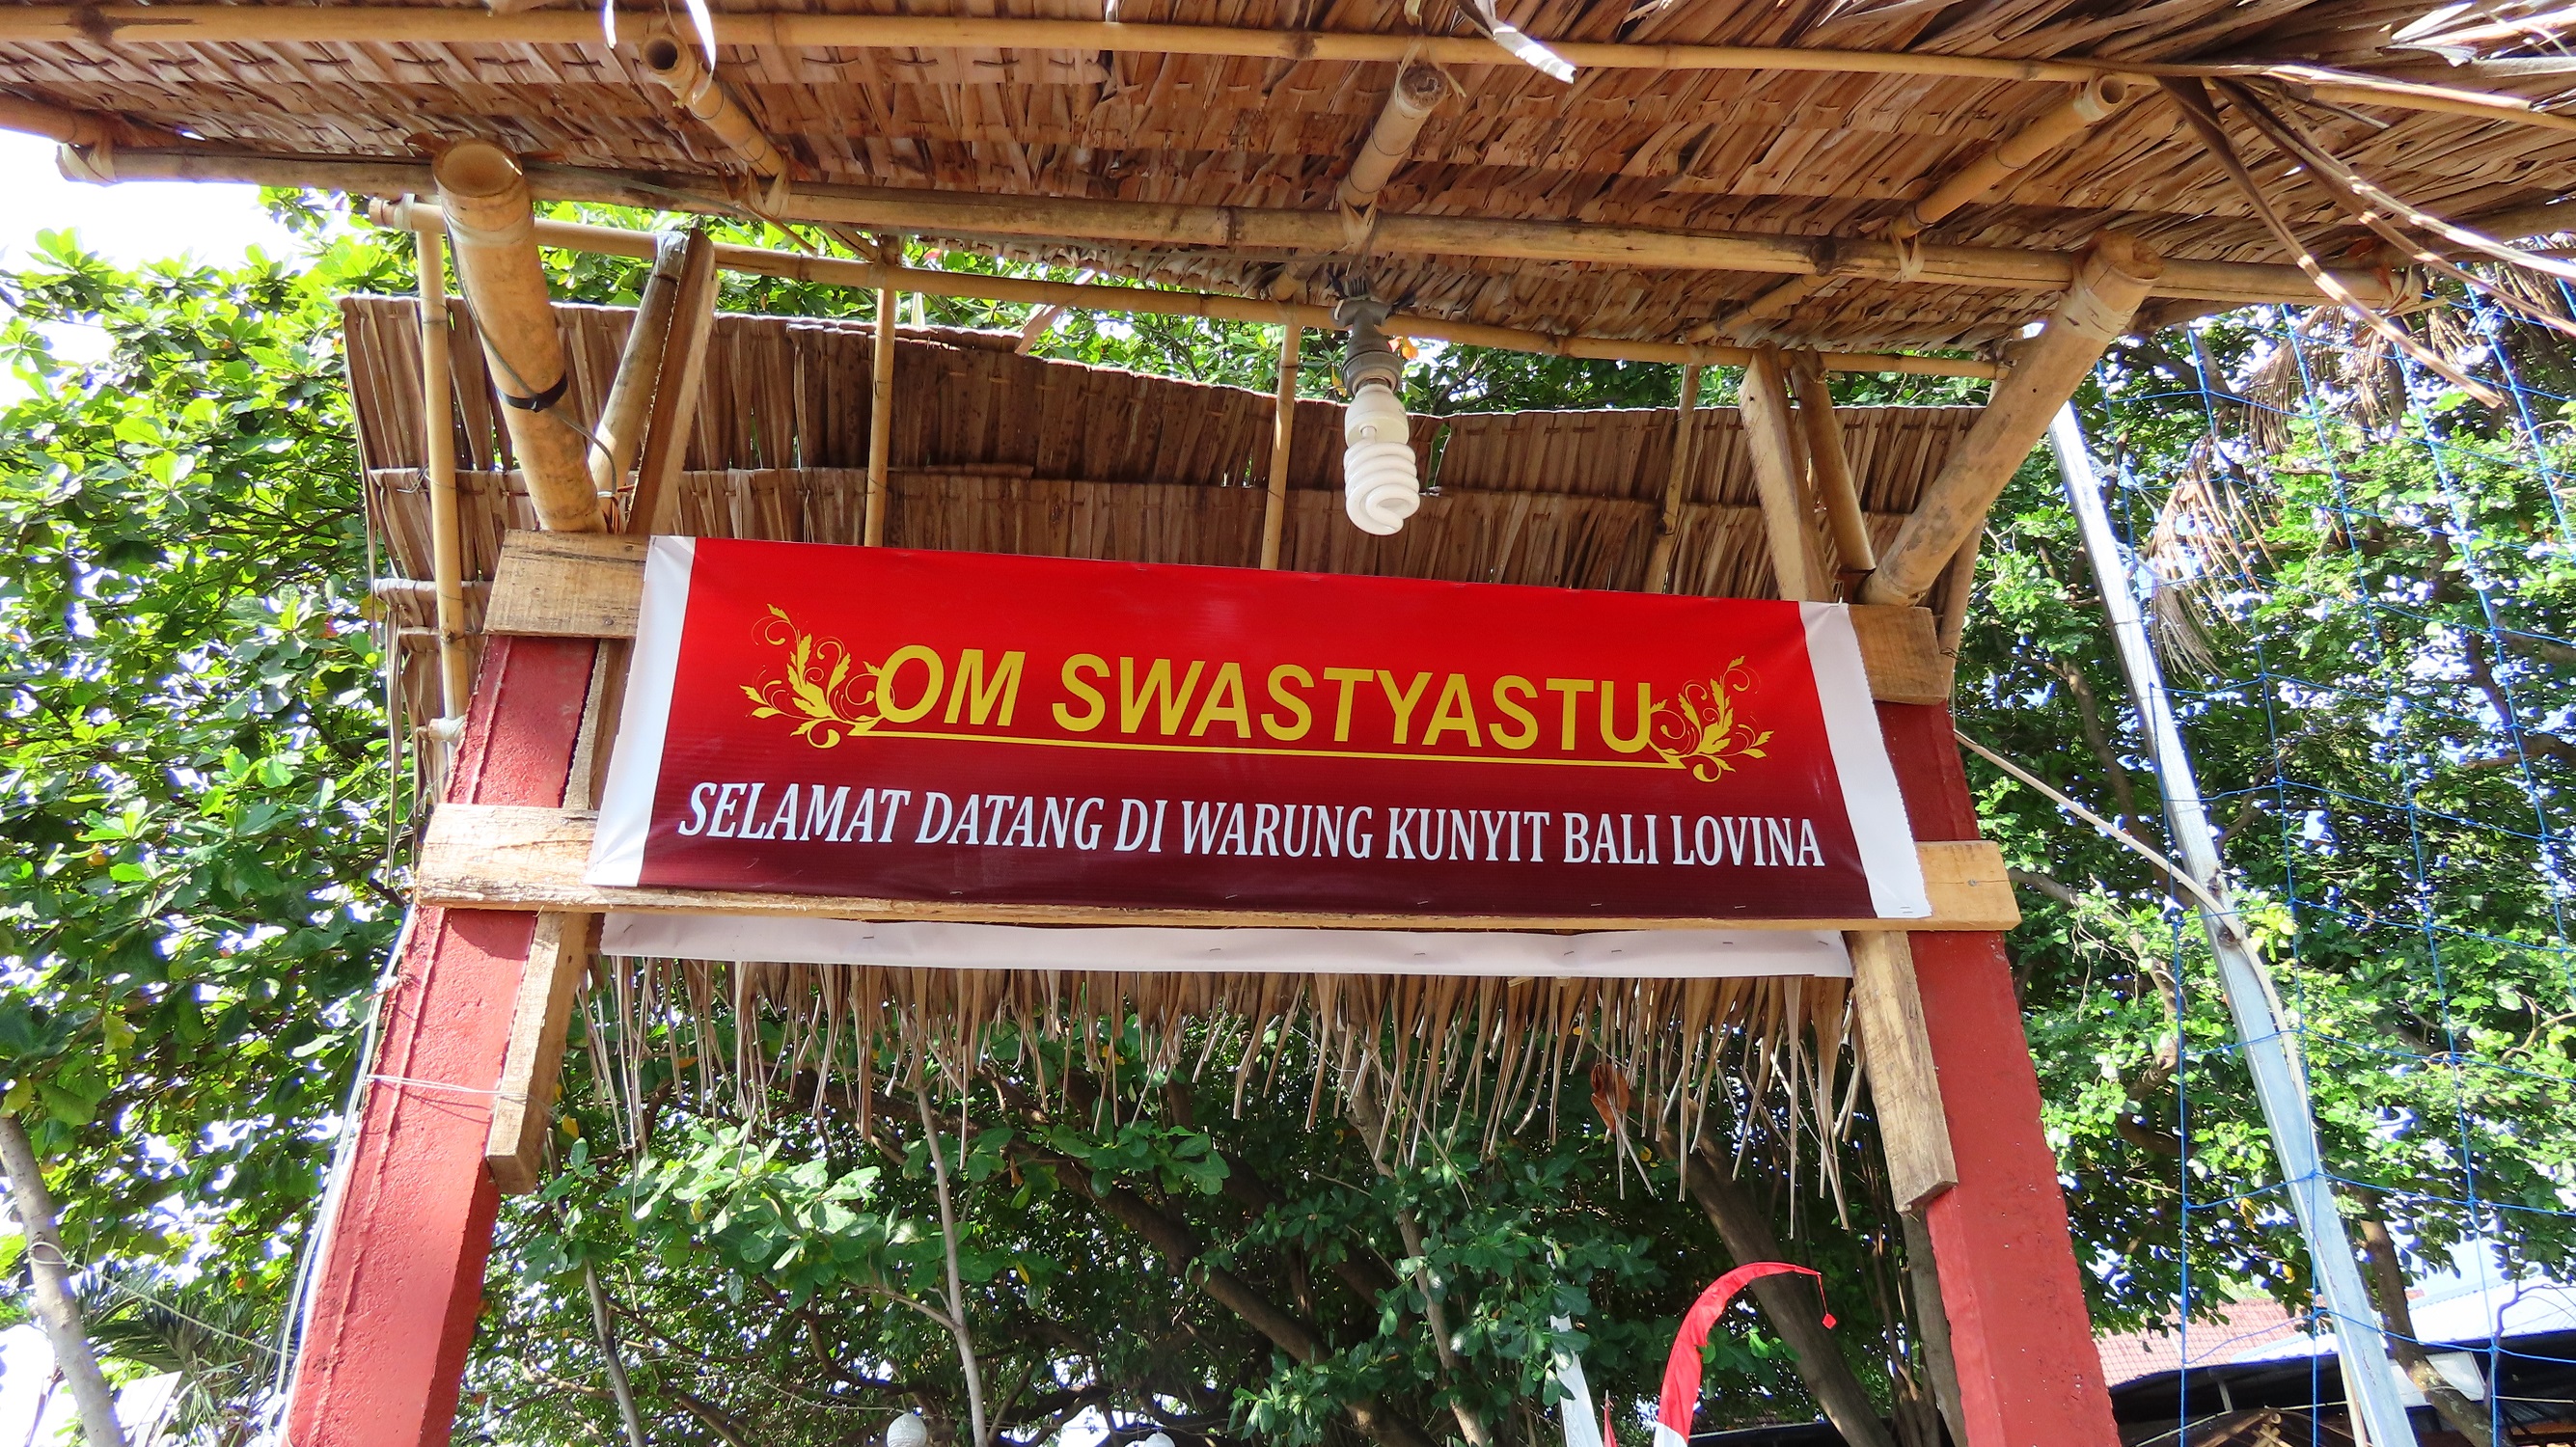 OM SWASTYASTU
SELAMAT DATANG DI WARUNG KUNYIT BALI LOVINA